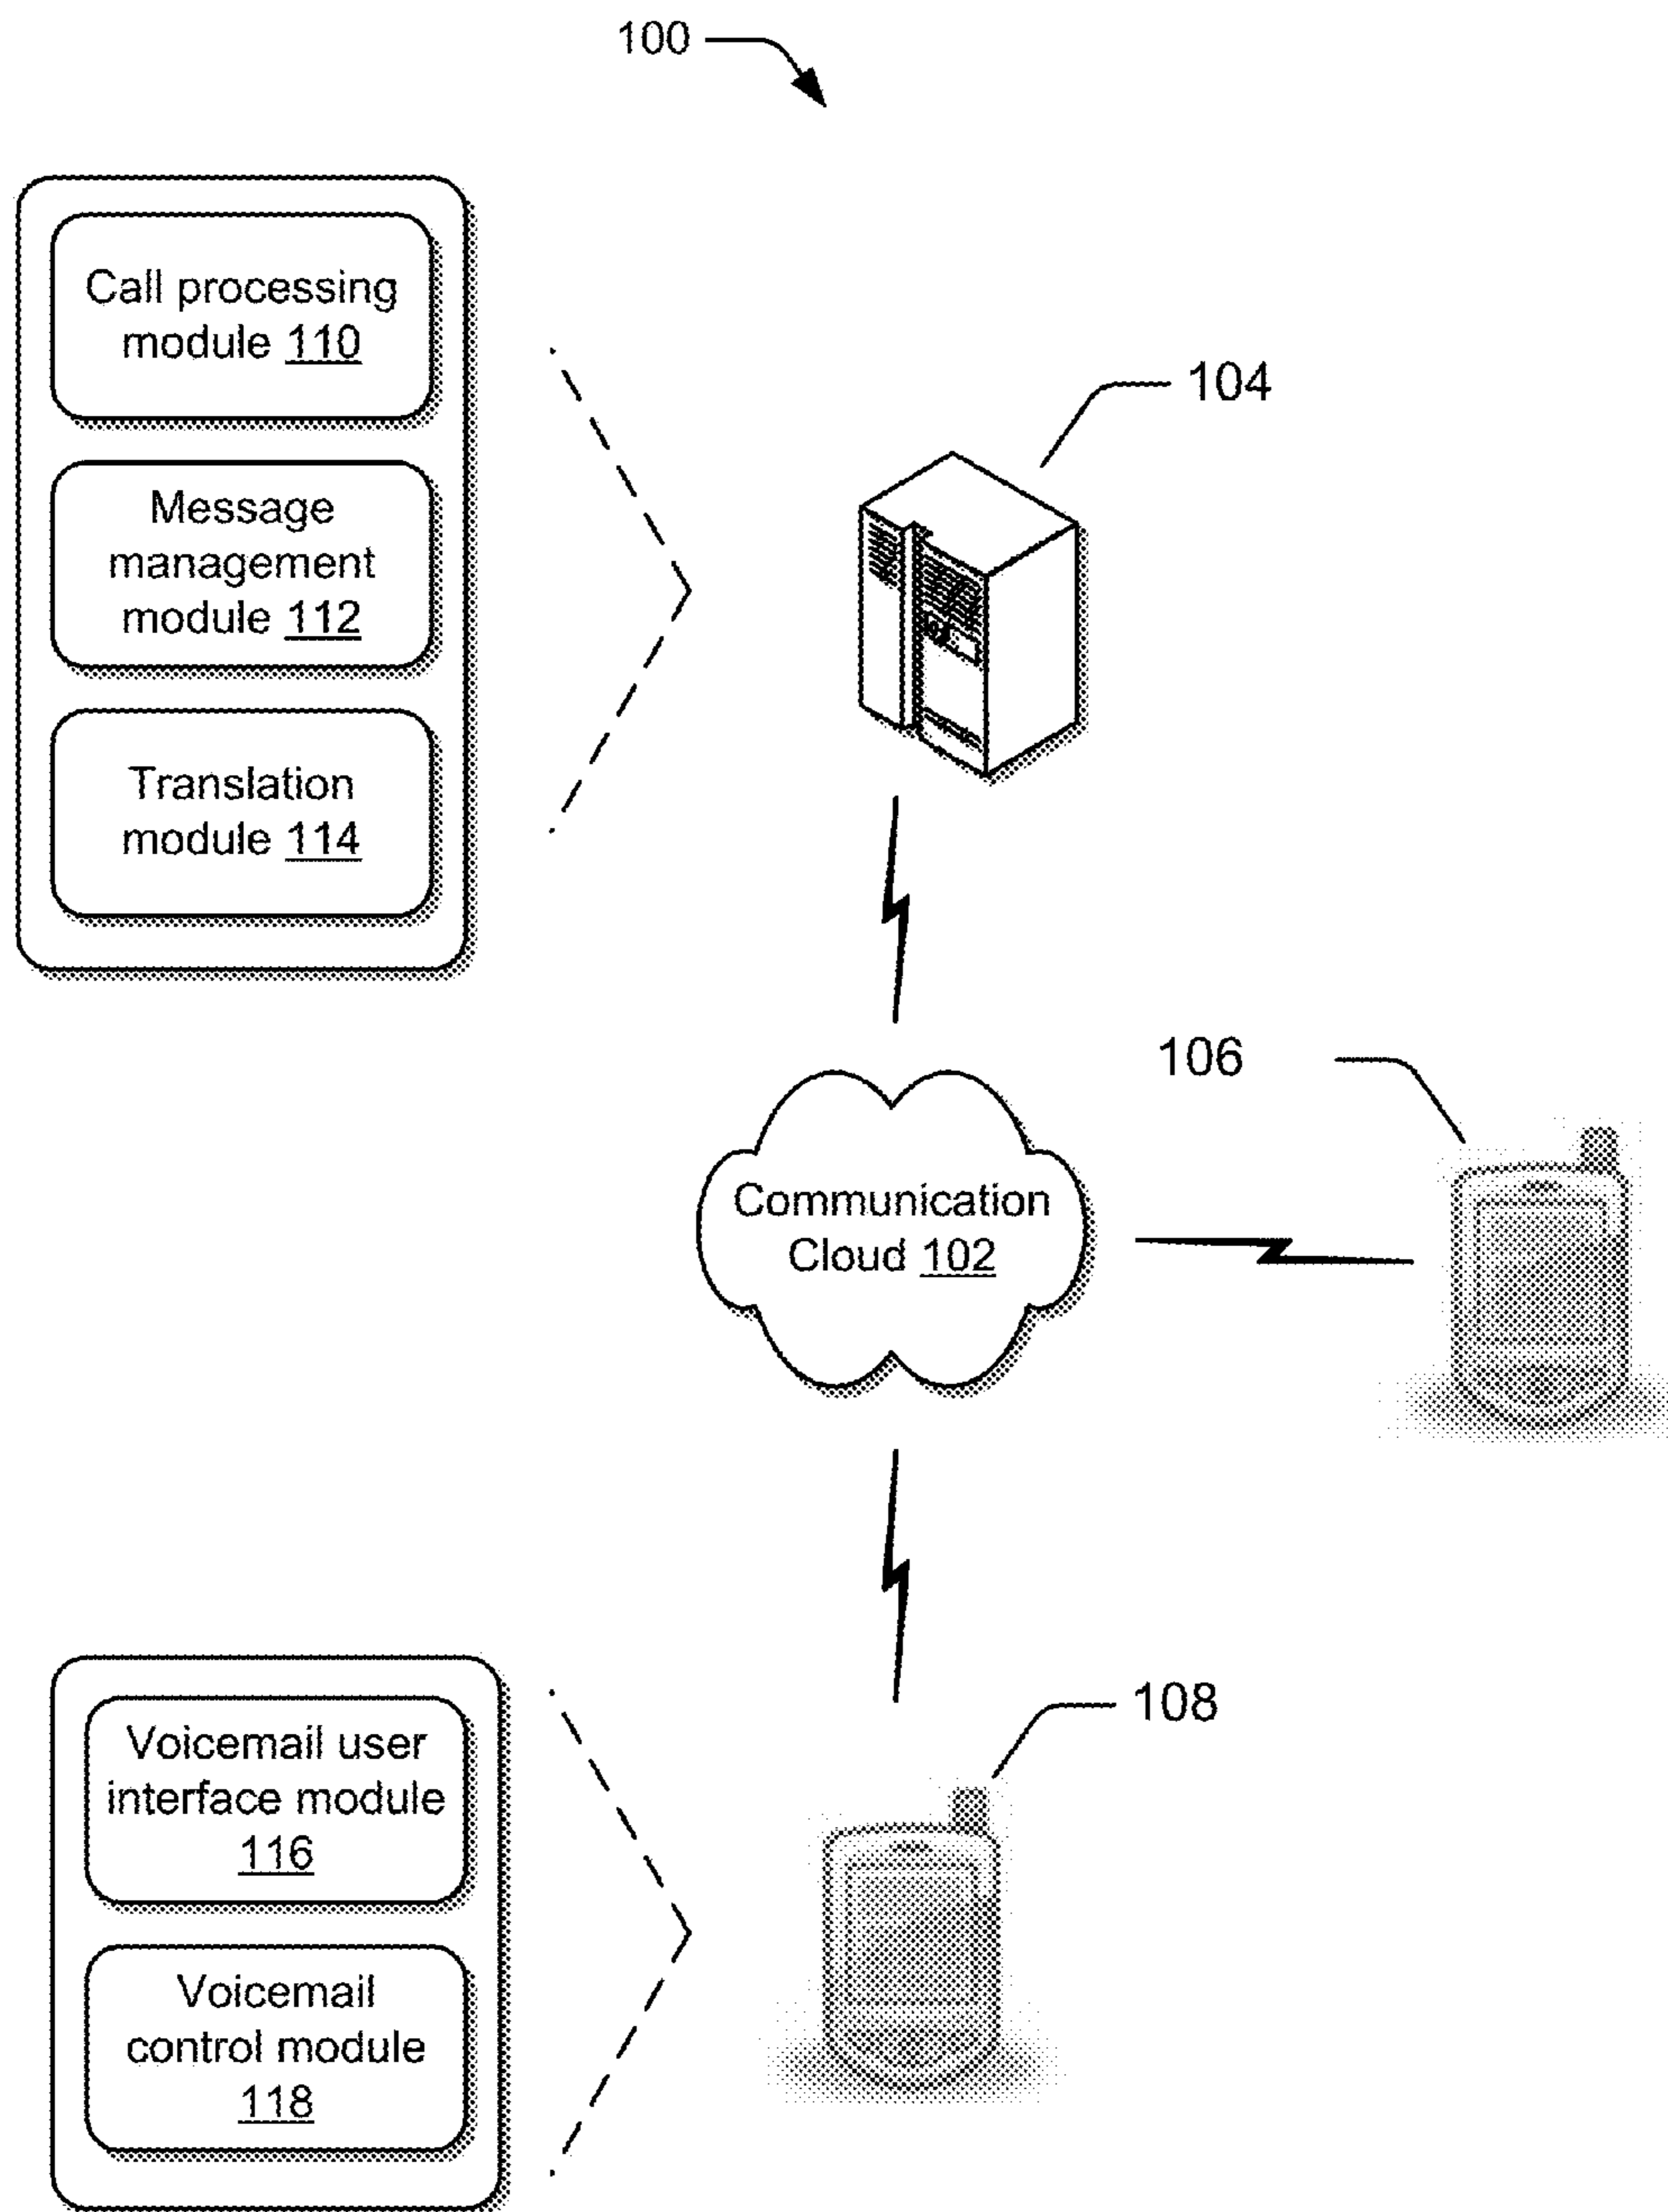 100
Call processing
module 110
104
Message
management
module 112
Translation
module 114
106
Communication
Cloud 102
108
Voicemail user
interface module
116
Voicemail
control module
118